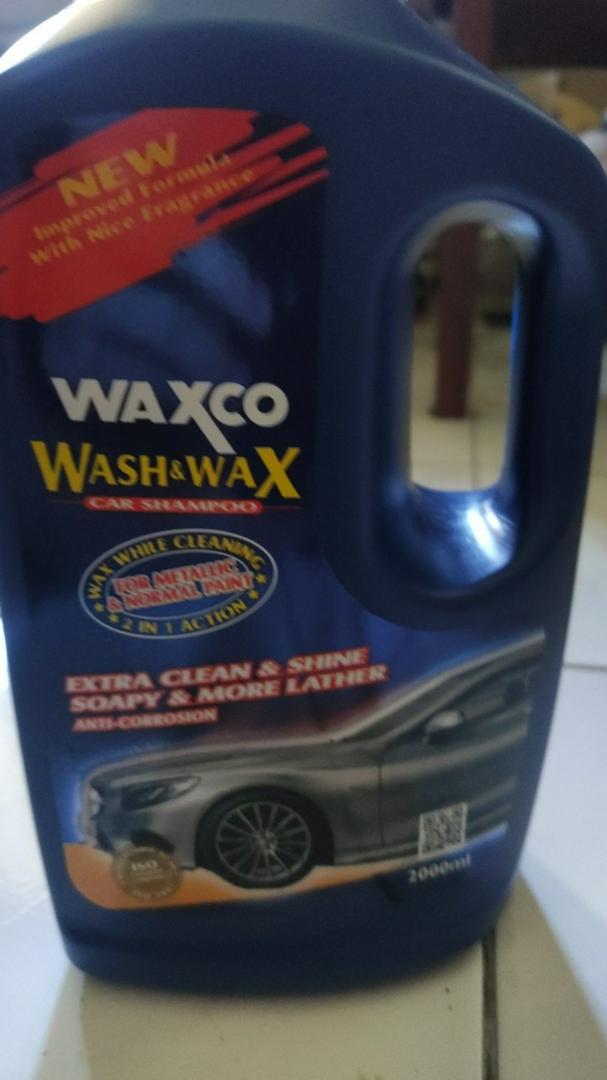 NEW
Improved Formula
With Nice Fragrance
WAXCO
WASH&WAX
CAR SHAMPOO
WAX WHILE CLEANING
FOR METALLIC
& NORMAL PAINT
2 IN 1 ACTION
EXTRA CLEAN & SHINE
SOAPY & MORE LATHER
ANTI-CORROSION
ISO
2000ml